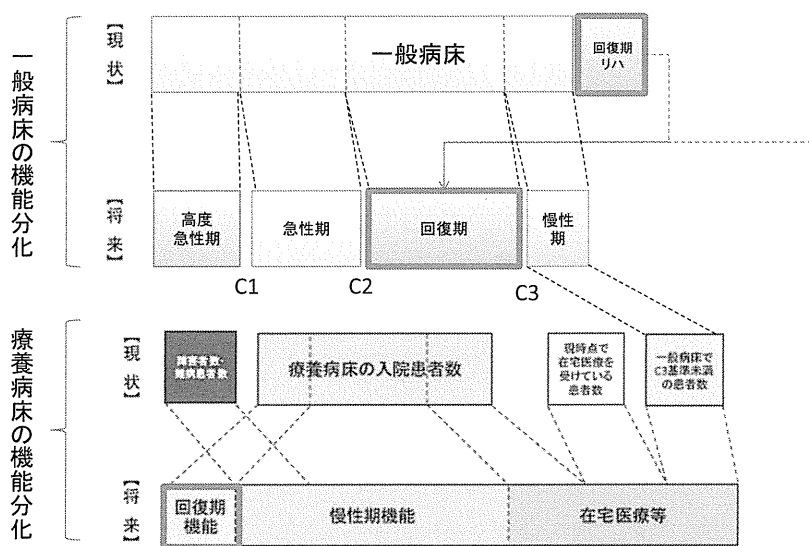 一般病床の機能分化
【現状】
一般病床
回復期
リハ
【将来】
高度
急性期
急性期
回復期
慢性
期
C1
C2
C3
療養病床の機能分化
【現状】
療養病床の入院患者数
現時点で
在宅医療を
受けている
患者数
一般病床で
C3基準未満
の患者数
【将来】
回復期
機能
慢性期機能
在宅医療等